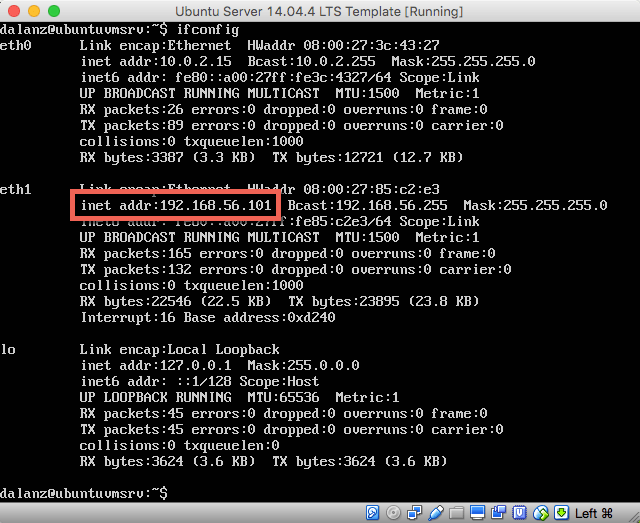 Ubuntu Server 14.04.4 LTS Template [Running]
dalanz@ubuntuvmsrv:~$ ifconfig
eth0 Link encap:Ethernet HWaddr 08:00:27:3c:43:27
inet addr:10.0.2.15 Bcast:10.0.2.255 Mask:255.255.255.0
inet6 addr: fe80::a00:27ff:fe3c:4327/64 Scope:Link
UP BROADCAST RUNNING MULTICAST MTU:1500 Metric:1
RX packets:26 errors:0 dropped:0 overruns:0 frame:0
TX packets:89 errors:0 dropped:0 overruns:0 carrier:0
collisions:0 txqueuelen:1000
RX bytes:3387 (3.3 KB) TX bytes:12721 (12.7 KB)
eth1 Link encap:Ethernet HWaddr 08:00:27:85:c2:e3
inet addr:192.168.56.101 Bcast:192.168.56.255 Mask:255.255.255.0
inet6 addr: fe80::a00:27ff:fe85:c2e3/64 Scope:Link
UP BROADCAST RUNNING MULTICAST MTU:1500 Metric:1
RX packets:165 errors:0 dropped:0 overruns:0 frame:0
TX packets:132 errors:0 dropped:0 overruns:0 carrier:0
collisions:0 txqueuelen:1000
RX bytes:22546 (22.5 KB) TX bytes:23895 (23.8 KB)
Interrupt:16 Base address:0xd240
lo Link encap:Local Loopback
inet addr:127.0.0.1 Mask:255.0.0.0
inet6 addr: ::1/128 Scope:Host
UP LOOPBACK RUNNING MTU:65536 Metric:1
RX packets:45 errors:0 dropped:0 overruns:0 frame:0
TX packets:45 errors:0 dropped:0 overruns:0 carrier:0
collisions:0 txqueuelen:0
RX bytes:3624 (3.6 KB) TX bytes:3624 (3.6 KB)
dalanz@ubuntuvmsrv:~$
Left ⌘